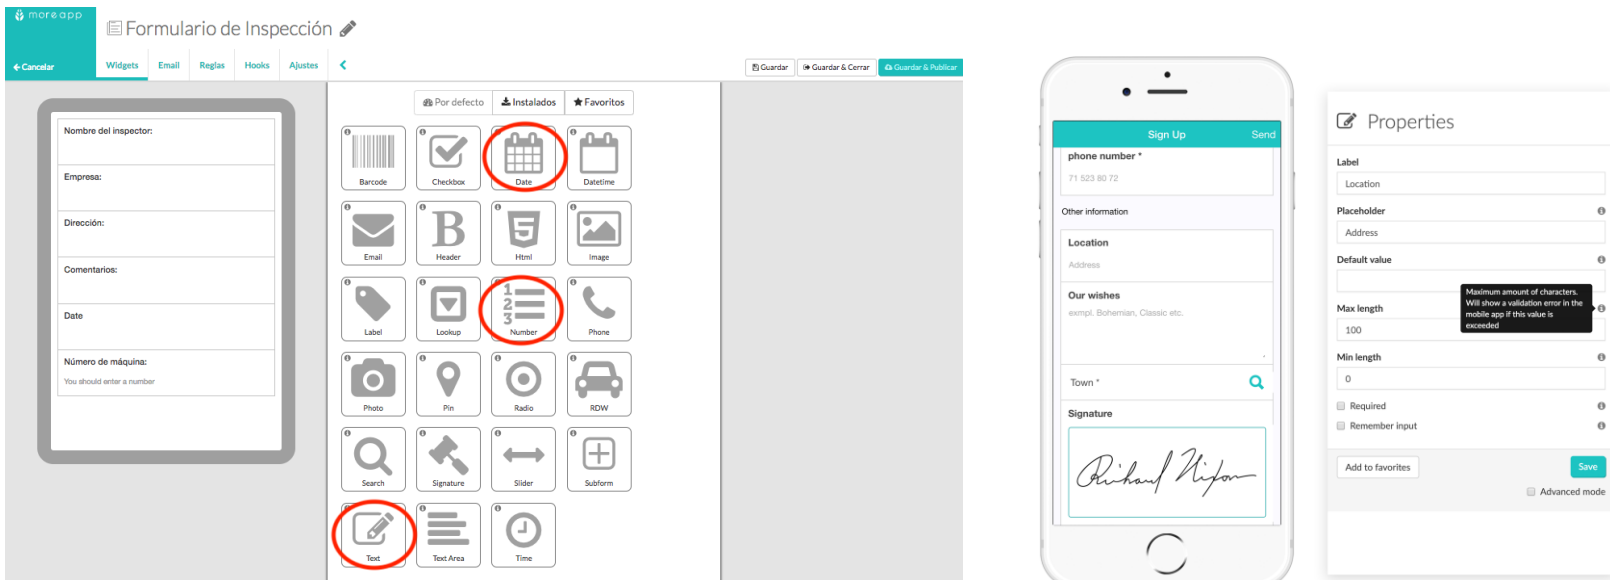 moreapp
Formulario de Inspección
Cancelar
Widgets
Email
Reglas
Hooks
Ajustes
Guardar
Guardar & Cerrar
Guardar & Publicar
Nombre del inspector:
Empresa:
Dirección:
Comentarios:
Date
Número de máquina:
You should enter a number
Por defecto
Instalados
Favoritos
Barcode
Checkbox
Date
Datetime
Email
Header
Html
Image
Label
Lookup
Number
Phone
Photo
Pin
Radio
RDW
Search
Signature
Slider
Subform
Text
Text Area
Time
Sign Up
Send
phone number *
71 523 80 72
Other information
Location
Address
Our wishes
exmpl. Bohemian, Classic etc.
Town *
Signature
Richard Nixon
Properties
Label
Location
Placeholder
Address
Default value
Maximum amount of characters.
Will show a validation error in the
mobile app if this value is
exceeded
Max length
100
Min length
0
Required
Remember input
Add to favorites
Save
Advanced mode